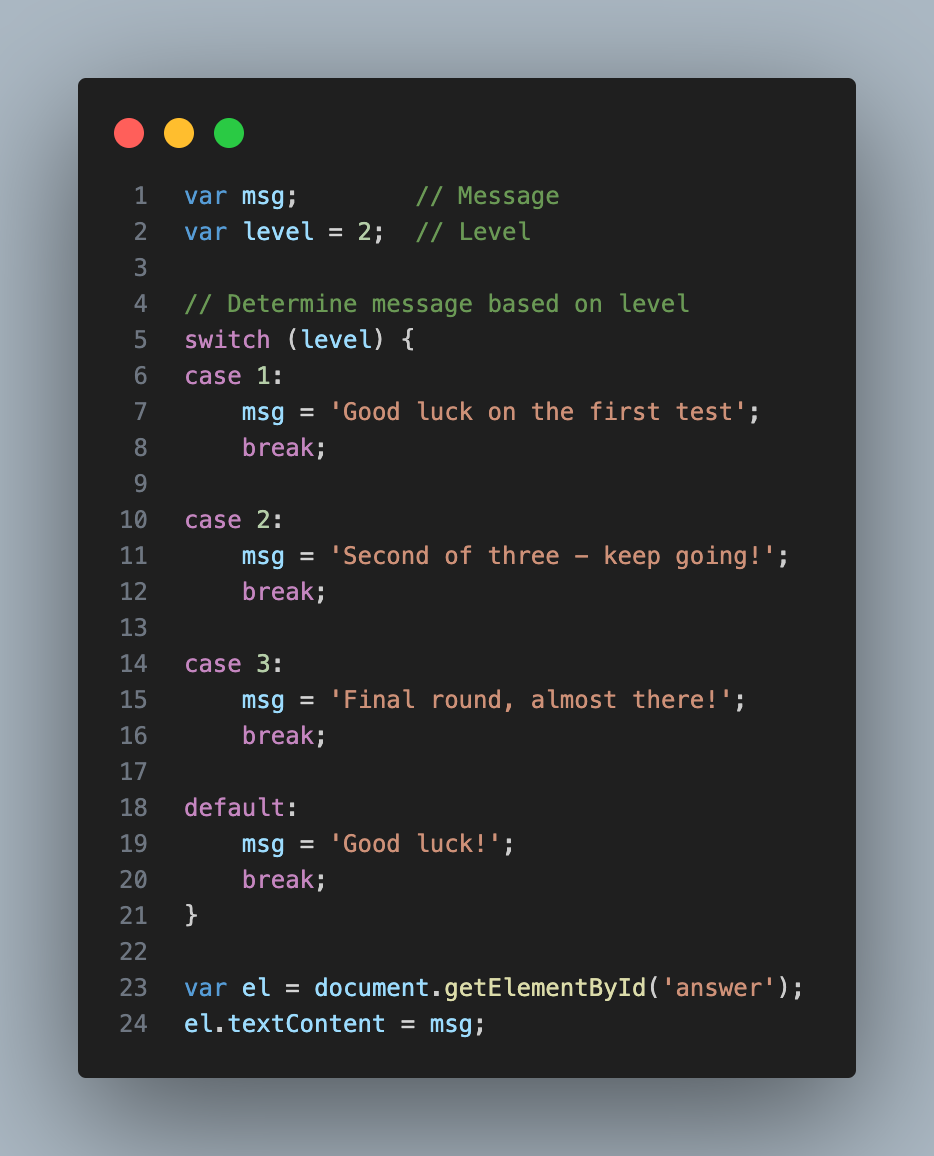 1 var msg;        // Message
2 var level = 2;  // Level
3
4 // Determine message based on level
5 switch (level) {
6 case 1:
7     msg = 'Good luck on the first test';
8     break;
9
10 case 2:
11     msg = 'Second of three – keep going!';
12     break;
13
14 case 3:
15     msg = 'Final round, almost there!';
16     break;
17
18 default:
19     msg = 'Good luck!';
20     break;
21 }
22
23 var el = document.getElementById('answer');
24 el.textContent = msg;